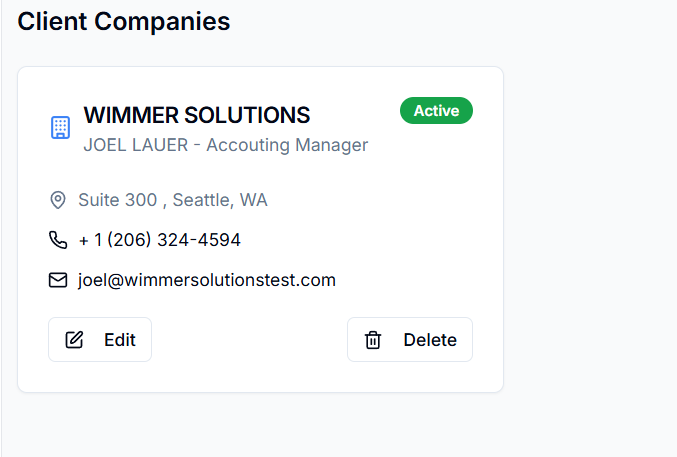 Client Companies
WIMMER SOLUTIONS
Active
JOEL LAUER - Accouting Manager
Suite 300 , Seattle, WA
+ 1 (206) 324-4594
joel@wimmersolutionstest.com
Edit
Delete